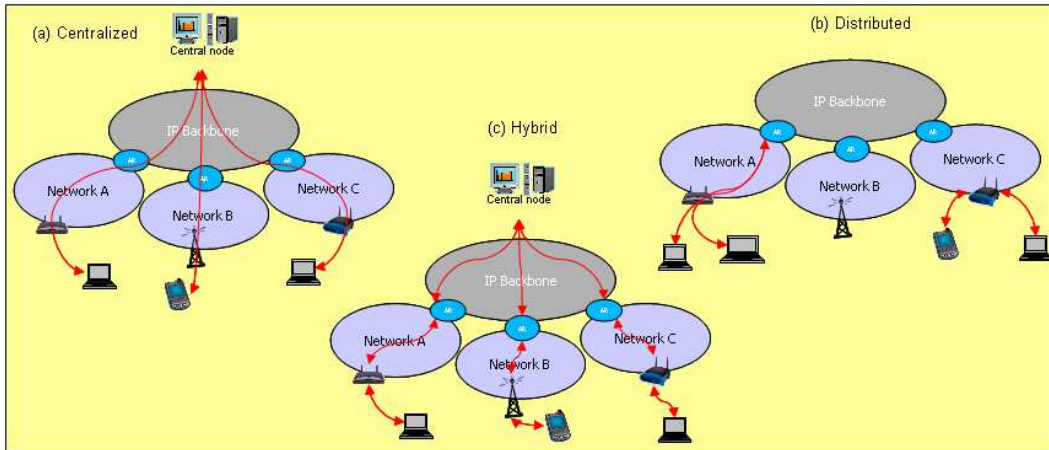 (a) Centralized
Central node
IP Backbone
AR
AR
AR
Network A
Network B
Network C
(b) Distributed
IP Backbone
AR
AR
AR
Network A
Network B
Network C
(c) Hybrid
Central node
IP Backbone
AR
AR
AR
Network A
Network B
Network C